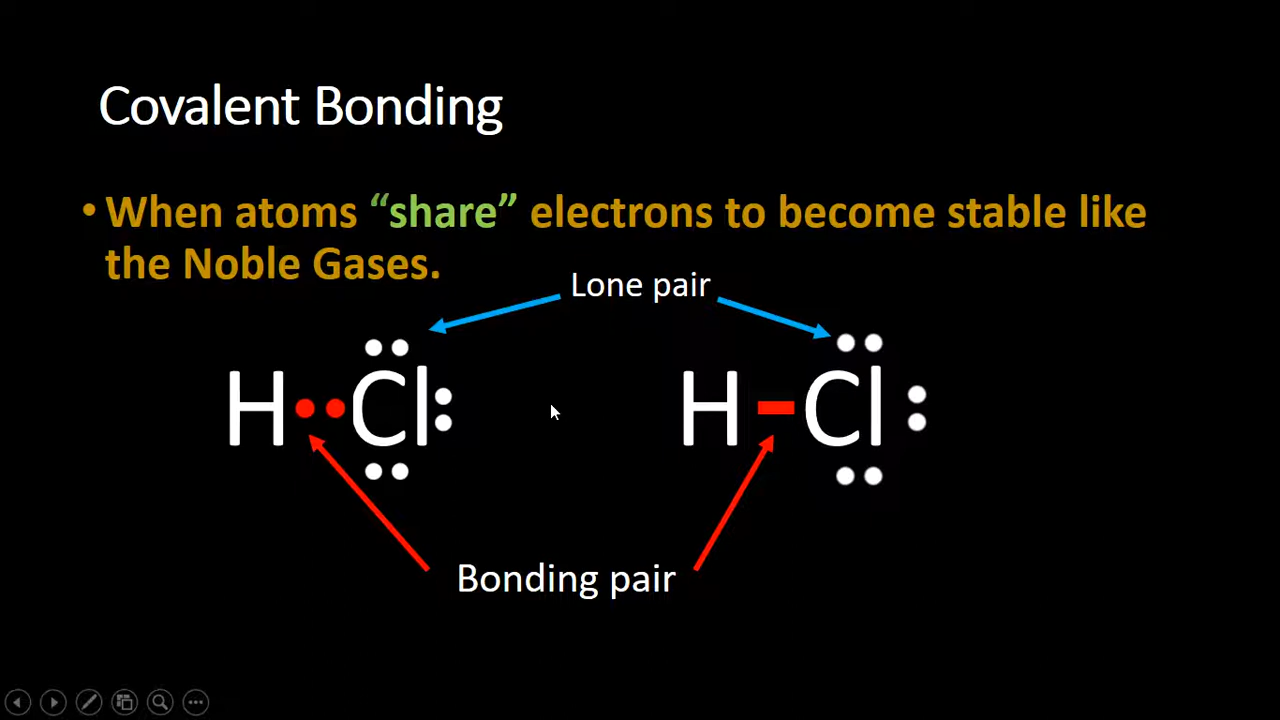 Covalent Bonding
• When atoms “share” electrons to become stable like
the Noble Gases.
Lone pair
H Cl
H Cl
Bonding pair